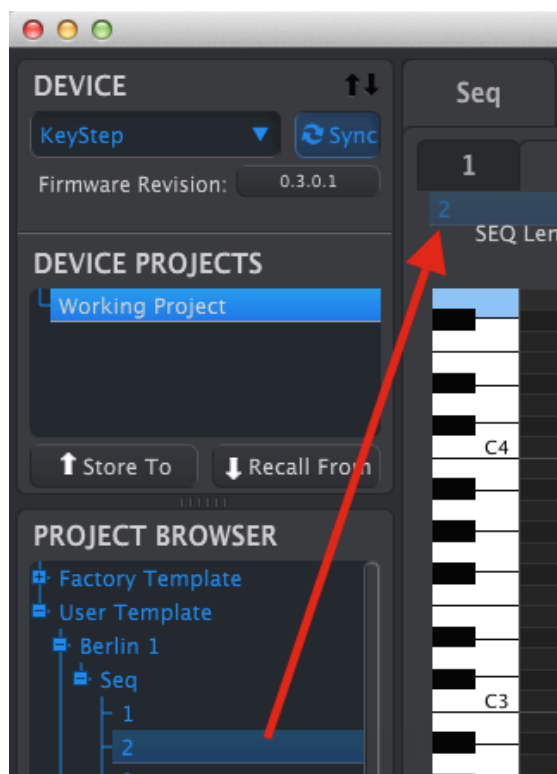 DEVICE
KeyStep
Sync
Firmware Revision: 0.3.0.1
DEVICE PROJECTS
Working Project
Store To
Recall From
PROJECT BROWSER
Factory Template
User Template
Berlin 1
Seq
1
2
Seq
1
2
SEQ Len
C4
C3